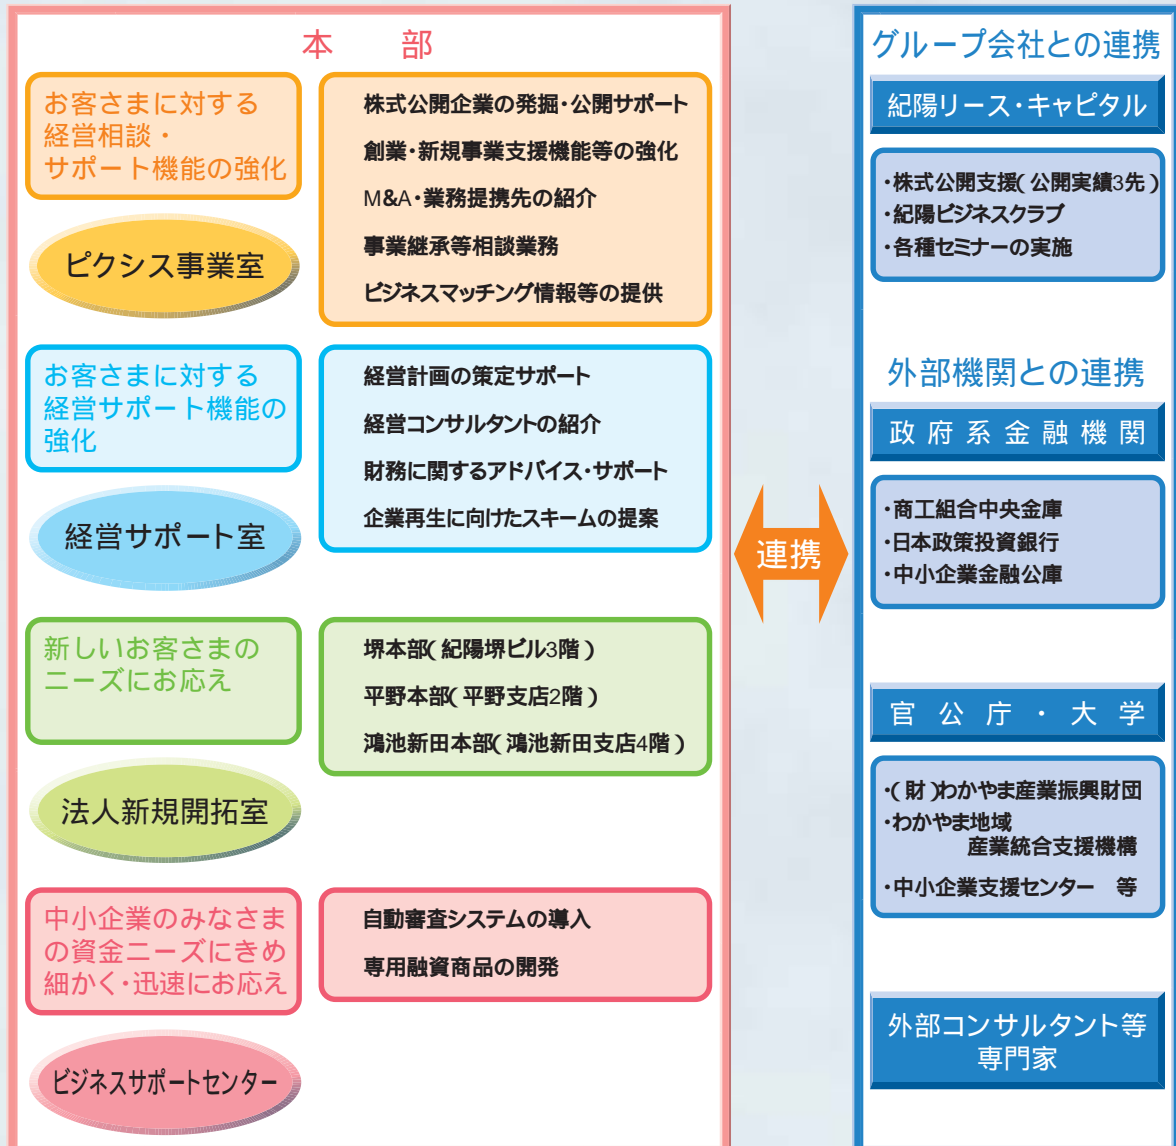 本 部
お客さまに対する
経営相談・
サポート機能の強化
ピクシス事業室
株式公開企業の発掘・公開サポート
創業・新規事業支援機能等の強化
M&A・業務提携先の紹介
事業継承等相談業務
ビジネスマッチング情報等の提供
お客さまに対する
経営サポート機能の
強化
経営サポート室
経営計画の策定サポート
経営コンサルタントの紹介
財務に関するアドバイス・サポート
企業再生に向けたスキームの提案
新しいお客さまの
ニーズにお応え
法人新規開拓室
堺本部(紀陽堺ビル3階)
平野本部(平野支店2階)
鴻池新田本部(鴻池新田支店4階)
中小企業のみなさま
の資金ニーズにきめ
細かく・迅速にお応え
ビジネスサポートセンター
自動審査システムの導入
専用融資商品の開発
連携
グループ会社との連携
紀陽リース・キャピタル
・株式公開支援(公開実績3先)
・紀陽ビジネスクラブ
・各種セミナーの実施
外部機関との連携
政府系金融機関
・商工組合中央金庫
・日本政策投資銀行
・中小企業金融公庫
官公庁・大学
・(財)わかやま産業振興財団
・わかやま地域
産業統合支援機構
・中小企業支援センター 等
外部コンサルタント等
専門家